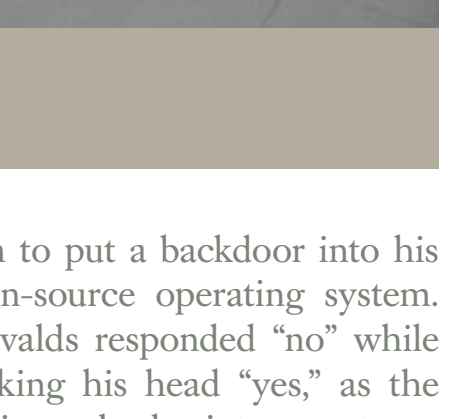 to put a backdoor into his
n-source operating system.
valds responded “no” while
king his head “yes,” as the